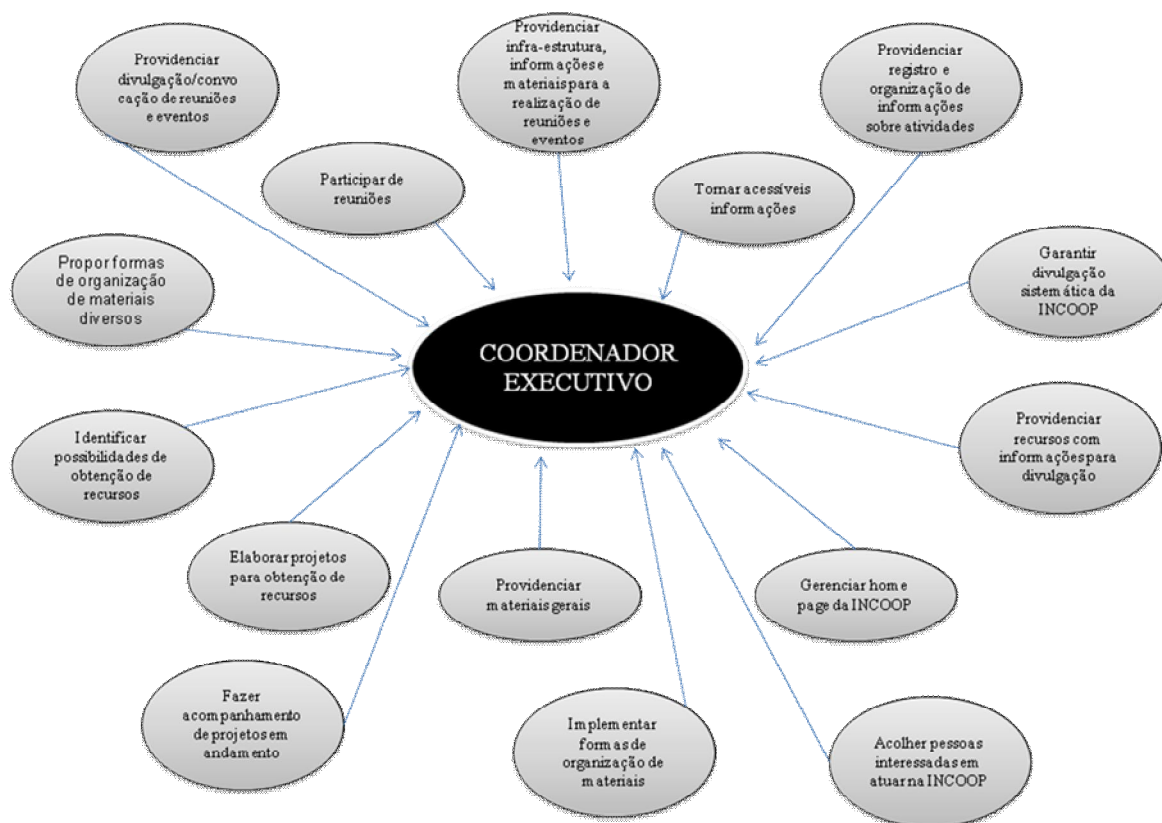 Providenciar
divulgação/convo
cação de reuniões
e eventos
Providenciar
infra-estrutura,
informações e
materiais para a
realização de
reuniões e
eventos
Providenciar
registro e
organização de
informações
sobre atividades
Participar de
reuniões
Tornar acessíveis
informações
Propor formas
de organização
de materiais
diversos
Garantir
divulgação
sistemática da
INCOOP
COORDENADOR
EXECUTIVO
Identificar
possibilidades de
obtenção de
recursos
Providenciar
recursos com
informações para
divulgação
Elaborar projetos
para obtenção de
recursos
Providenciar
materiais gerais
Gerenciar home
page da INCOOP
Fazer
acompanhamento
de projetos em
andamento
Implementar
formas de
organização de
materiais
Acolher pessoas
interessadas em
atuar na INCOOP